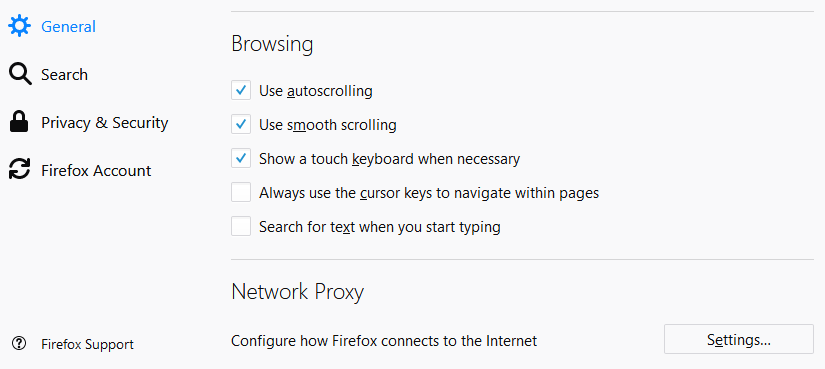 General
Search
Privacy & Security
Firefox Account
Firefox Support
Browsing
Use autoscrolling
Use smooth scrolling
Show a touch keyboard when necessary
Always use the cursor keys to navigate within pages
Search for text when you start typing
Network Proxy
Configure how Firefox connects to the Internet
Settings...